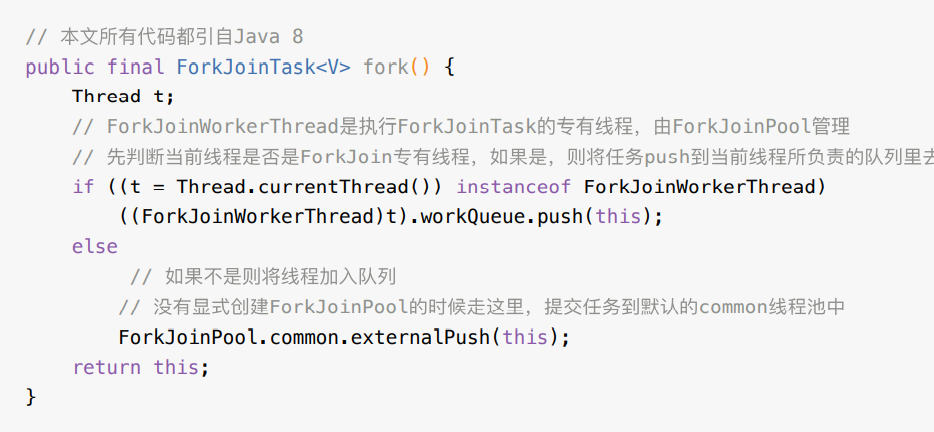 // 本文所有代码都引自Java 8
public final ForkJoinTask<V> fork() {
    Thread t;
    // ForkJoinWorkerThread是执行ForkJoinTask的专有线程，由ForkJoinPool管理
    // 先判断当前线程是否是ForkJoin专有线程，如果是，则将任务push到当前线程所负责的队列里去
    if ((t = Thread.currentThread()) instanceof ForkJoinWorkerThread)
        ((ForkJoinWorkerThread)t).workQueue.push(this);
    else
         // 如果不是则将线程加入队列
        // 没有显式创建ForkJoinPool的时候走这里，提交任务到默认的common线程池中
        ForkJoinPool.common.externalPush(this);
    return this;
}